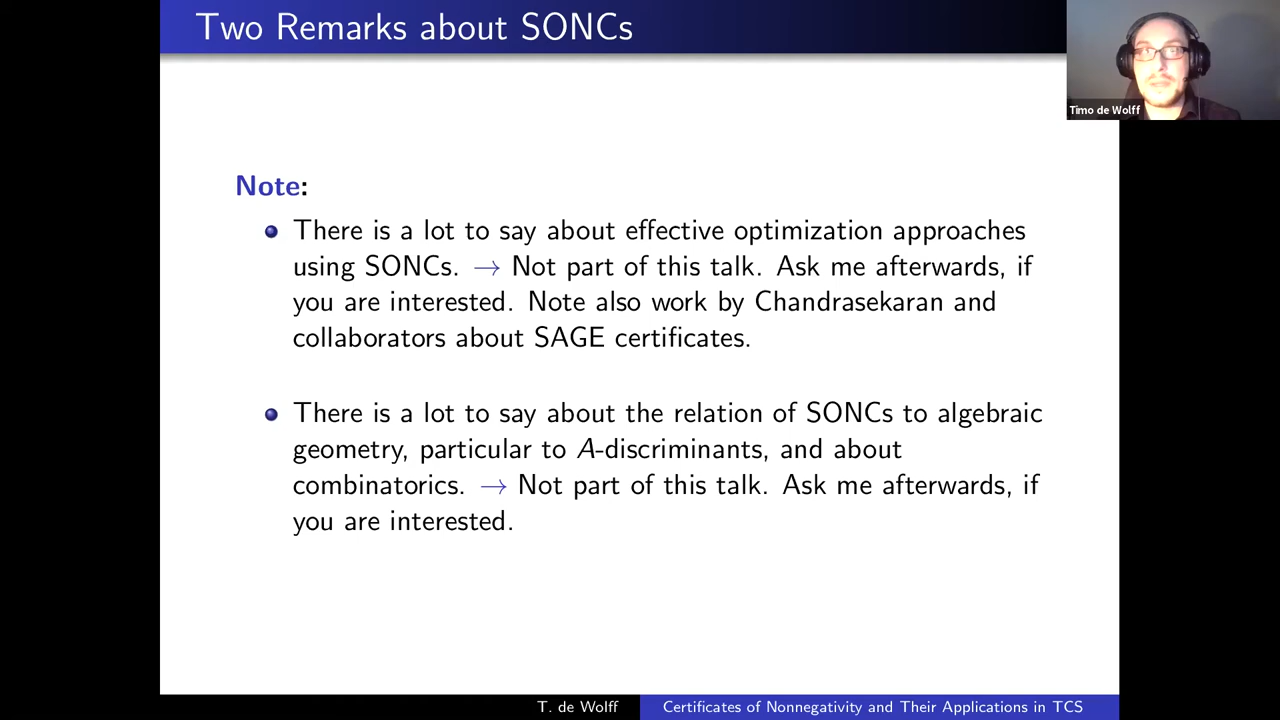 Two Remarks about SONCs
Timo de Wolff
Note:
There is a lot to say about effective optimization approaches
using SONCs. → Not part of this talk. Ask me afterwards, if
you are interested. Note also work by Chandrasekaran and
collaborators about SAGE certificates.
There is a lot to say about the relation of SONCs to algebraic
geometry, particular to A-discriminants, and about
combinatorics. → Not part of this talk. Ask me afterwards, if
you are interested.
T. de Wolff
Certificates of Nonnegativity and Their Applications in TCS